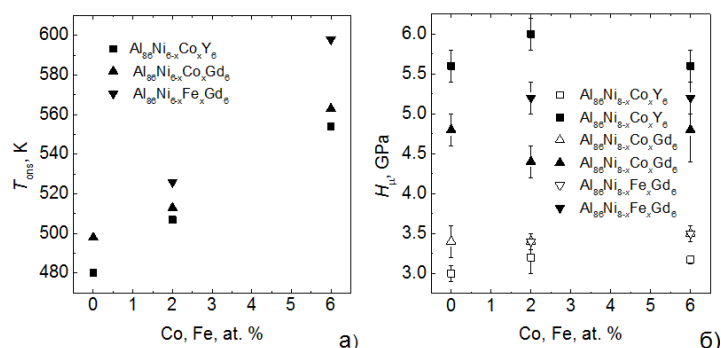 600
580
560
540
520
500
480
T_ons, K
Al₈₆Ni₆₋ₓCoₓY₆
Al₈₆Ni₆₋ₓCoₓGd₆
Al₈₆Ni₆₋ₓFeₓGd₆
0 1 2 3 4 5 6
Co, Fe, at. %
а)
6.0
5.5
5.0
4.5
4.0
3.5
3.0
H_μ, GPa
Al₈₆Ni₈₋ₓCoₓY₆
Al₈₆Ni₈₋ₓCoₓY₆
Al₈₆Ni₈₋ₓCoₓGd₆
Al₈₆Ni₈₋ₓCoₓGd₆
Al₈₆Ni₈₋ₓFeₓGd₆
Al₈₆Ni₈₋ₓFeₓGd₆
0 1 2 3 4 5 6
Co, Fe, at. %
б)